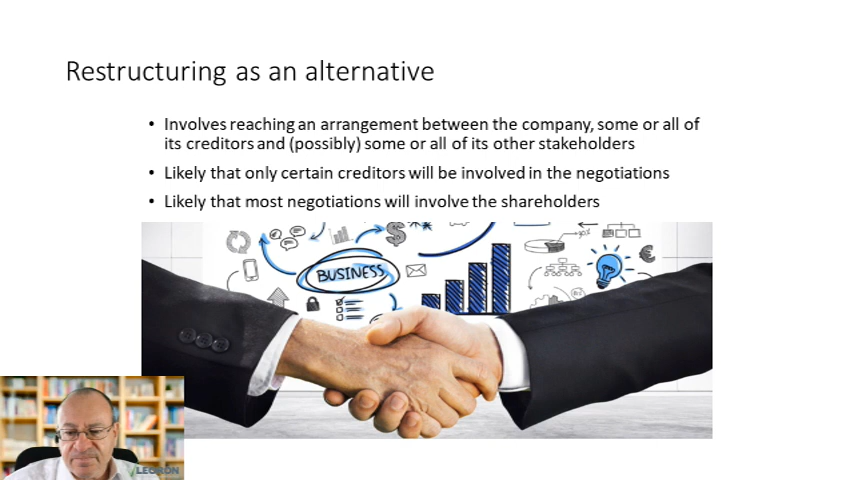 Restructuring as an alternative
• Involves reaching an arrangement between the company, some or all of
its creditors and (possibly) some or all of its other stakeholders
• Likely that only certain creditors will be involved in the negotiations
• Likely that most negotiations will involve the shareholders
BUSINESS